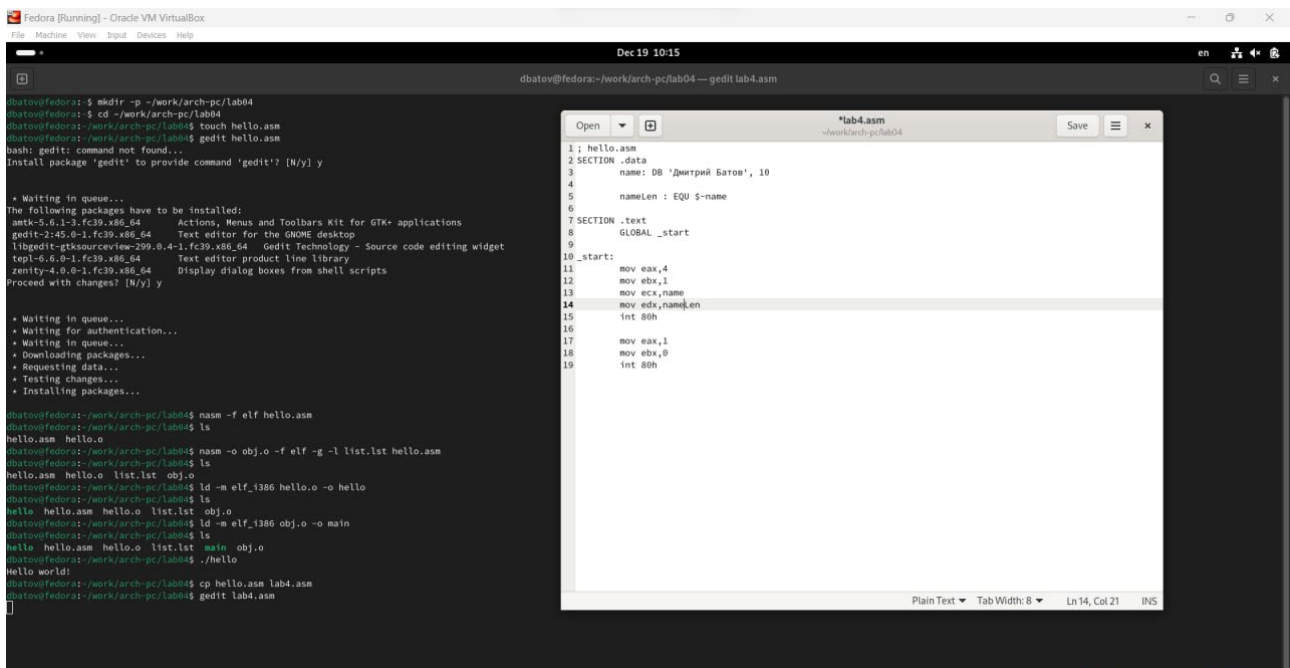 Fedora [Running] - Oracle VM VirtualBox
File Machine View Input Devices Help
Dec 19 10:15
en
dbatov@fedora:~/work/arch-pc/lab04 — gedit lab4.asm
dbatov@fedora:~$ mkdir -p ~/work/arch-pc/lab04
dbatov@fedora:~$ cd ~/work/arch-pc/lab04
dbatov@fedora:~/work/arch-pc/lab04$ touch hello.asm
dbatov@fedora:~/work/arch-pc/lab04$ gedit hello.asm
bash: gedit: command not found...
Install package 'gedit' to provide command 'gedit'? [N/y] y
* Waiting in queue...
The following packages have to be installed:
amtk-5.6.1-3.fc39.x86_64 Actions, Menus and Toolbars Kit for GTK+ applications
gedit-2:45.0-1.fc39.x86_64 Text editor for the GNOME desktop
libgedit-gtksourceview-299.0.4-1.fc39.x86_64 Gedit Technology - Source code editing widget
tepl-6.6.0-1.fc39.x86_64 Text editor product line library
zenity-4.0.0-1.fc39.x86_64 Display dialog boxes from shell scripts
Proceed with changes? [N/y] y
* Waiting in queue...
* Waiting for authentication...
* Waiting in queue...
* Downloading packages...
* Requesting data...
* Testing changes...
* Installing packages...
dbatov@fedora:~/work/arch-pc/lab04$ nasm -f elf hello.asm
dbatov@fedora:~/work/arch-pc/lab04$ ls
hello.asm hello.o
dbatov@fedora:~/work/arch-pc/lab04$ nasm -o obj.o -f elf -g -l list.lst hello.asm
dbatov@fedora:~/work/arch-pc/lab04$ ls
hello.asm hello.o list.lst obj.o
dbatov@fedora:~/work/arch-pc/lab04$ ld -m elf_i386 hello.o -o hello
dbatov@fedora:~/work/arch-pc/lab04$ ls
hello hello.asm hello.o list.lst obj.o
dbatov@fedora:~/work/arch-pc/lab04$ ld -m elf_i386 obj.o -o main
dbatov@fedora:~/work/arch-pc/lab04$ ls
hello hello.asm hello.o list.lst main obj.o
dbatov@fedora:~/work/arch-pc/lab04$ ./hello
Hello world!
dbatov@fedora:~/work/arch-pc/lab04$ cp hello.asm lab4.asm
dbatov@fedora:~/work/arch-pc/lab04$ gedit lab4.asm
Open
*lab4.asm
~/work/arch-pc/lab04
Save
1 ; hello.asm
2 SECTION .data
3 name: DB 'Дмитрий Батов', 10
4
5 nameLen : EQU $-name
6
7 SECTION .text
8 GLOBAL _start
9
10 _start:
11 mov eax,4
12 mov ebx,1
13 mov ecx,name
14 mov edx,nameLen
15 int 80h
16
17 mov eax,1
18 mov ebx,0
19 int 80h
Plain Text Tab Width: 8 Ln 14, Col 21 INS